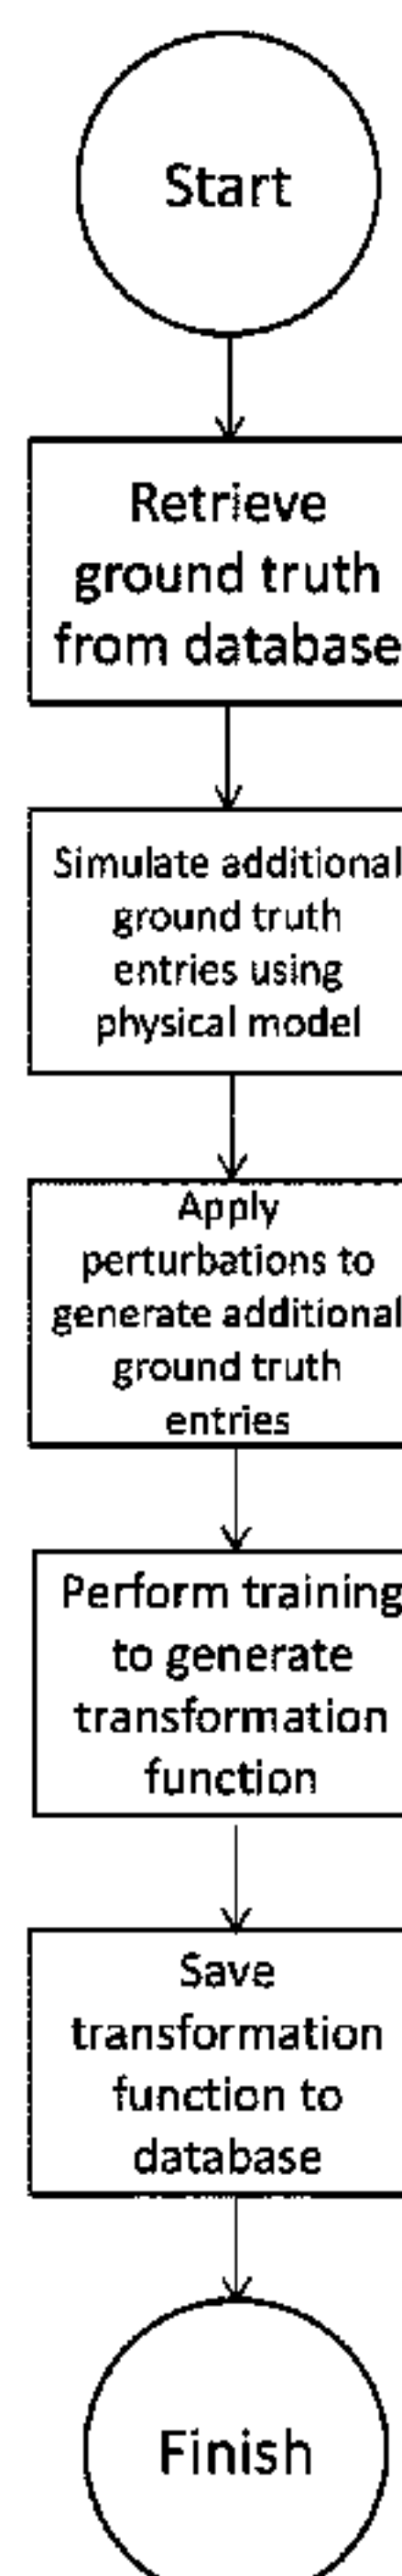 Start
Retrieve
ground truth
from database
Simulate additional
ground truth
entries using
physical model
Apply
perturbations to
generate additional
ground truth
entries
Perform training
to generate
transformation
function
Save
transformation
function to
database
Finish